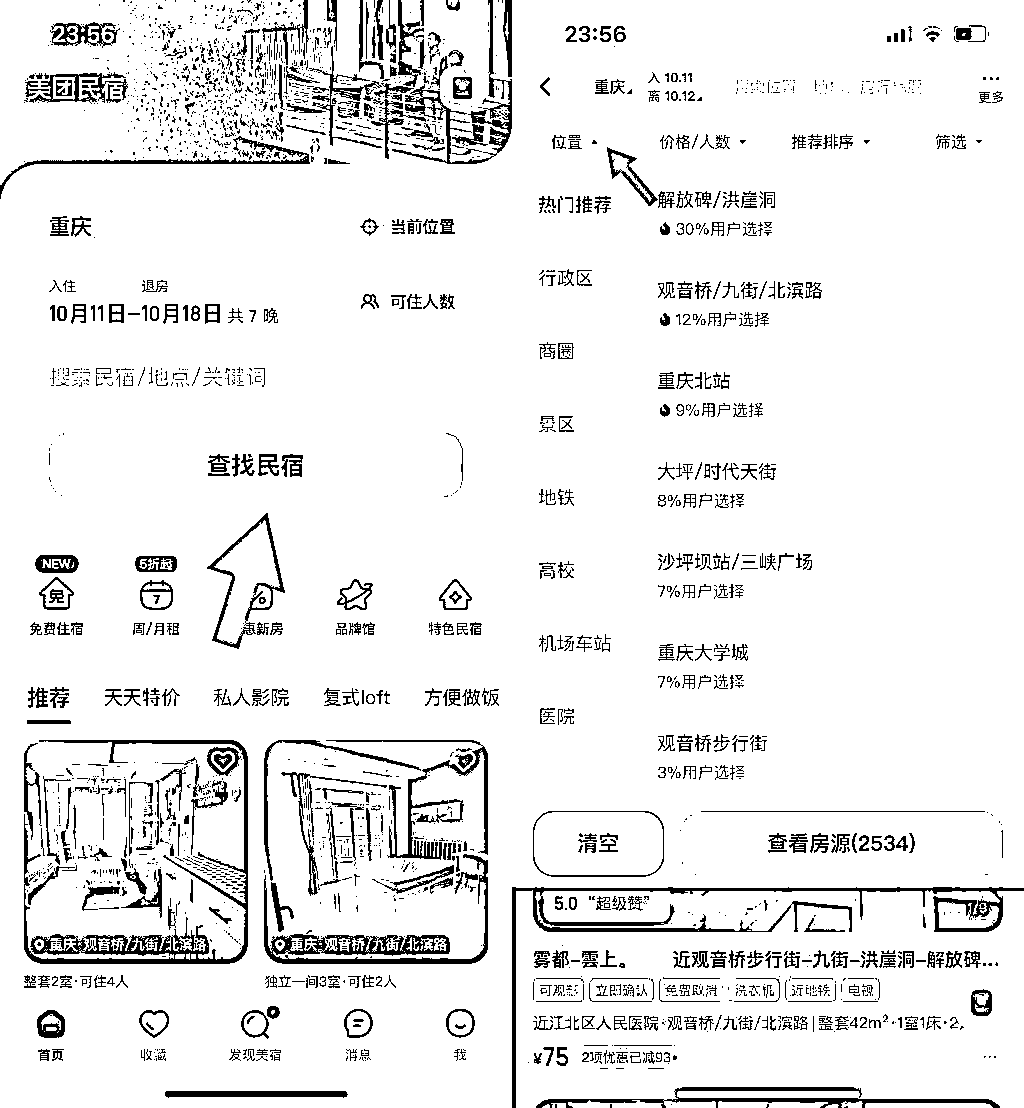 23:56
美团民宿
重庆
当前位置
入住
退房
10月11日–10月18日 共 7 晚
可住人数
搜索民宿/地点/关键词
查找民宿
NEW
5折起
免费住宿
周/月租
惠新房
品牌馆
特色民宿
推荐
天天特价
私人影院
复式loft
方便做饭
重庆·观音桥/九街/北滨路
重庆·观音桥/九街/北滨路
整套2室·可住4人
独立一间3室·可住2人
首页
收藏
发现美宿
消息
我
23:56
重庆
入 10.11
离 10.12
更多
位置
价格/人数
推荐排序
筛选
热门推荐
行政区
商圈
景区
地铁
高校
机场车站
医院
解放碑/洪崖洞
30%用户选择
观音桥/九街/北滨路
12%用户选择
重庆北站
9%用户选择
大坪/时代天街
8%用户选择
沙坪坝站/三峡广场
7%用户选择
重庆大学城
7%用户选择
观音桥步行街
3%用户选择
清空
查看房源(2534)
5.0 “超级赞”
1/9
雾都–雲上。 近观音桥步行街–九街–洪崖洞–解放碑...
可观影 立即确认 免费取消 洗衣机 近地铁 电视
近江北区人民医院·观音桥/九街/北滨路 | 整套42m²·1室1床·2
¥75 2项优惠已减93
...